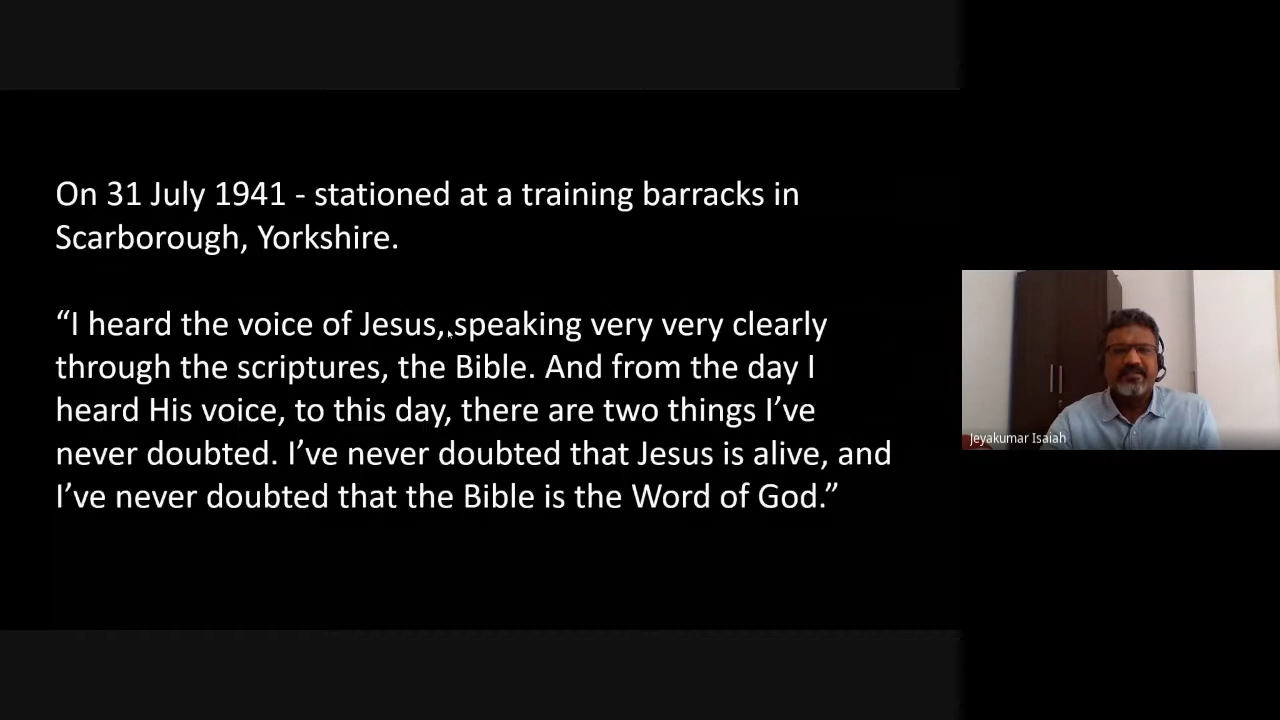 On 31 July 1941 - stationed at a training barracks in
Scarborough, Yorkshire.
“I heard the voice of Jesus, speaking very very clearly
through the scriptures, the Bible. And from the day I
heard His voice, to this day, there are two things I’ve
never doubted. I’ve never doubted that Jesus is alive, and
I’ve never doubted that the Bible is the Word of God.”
Jeyakumar Isaiah